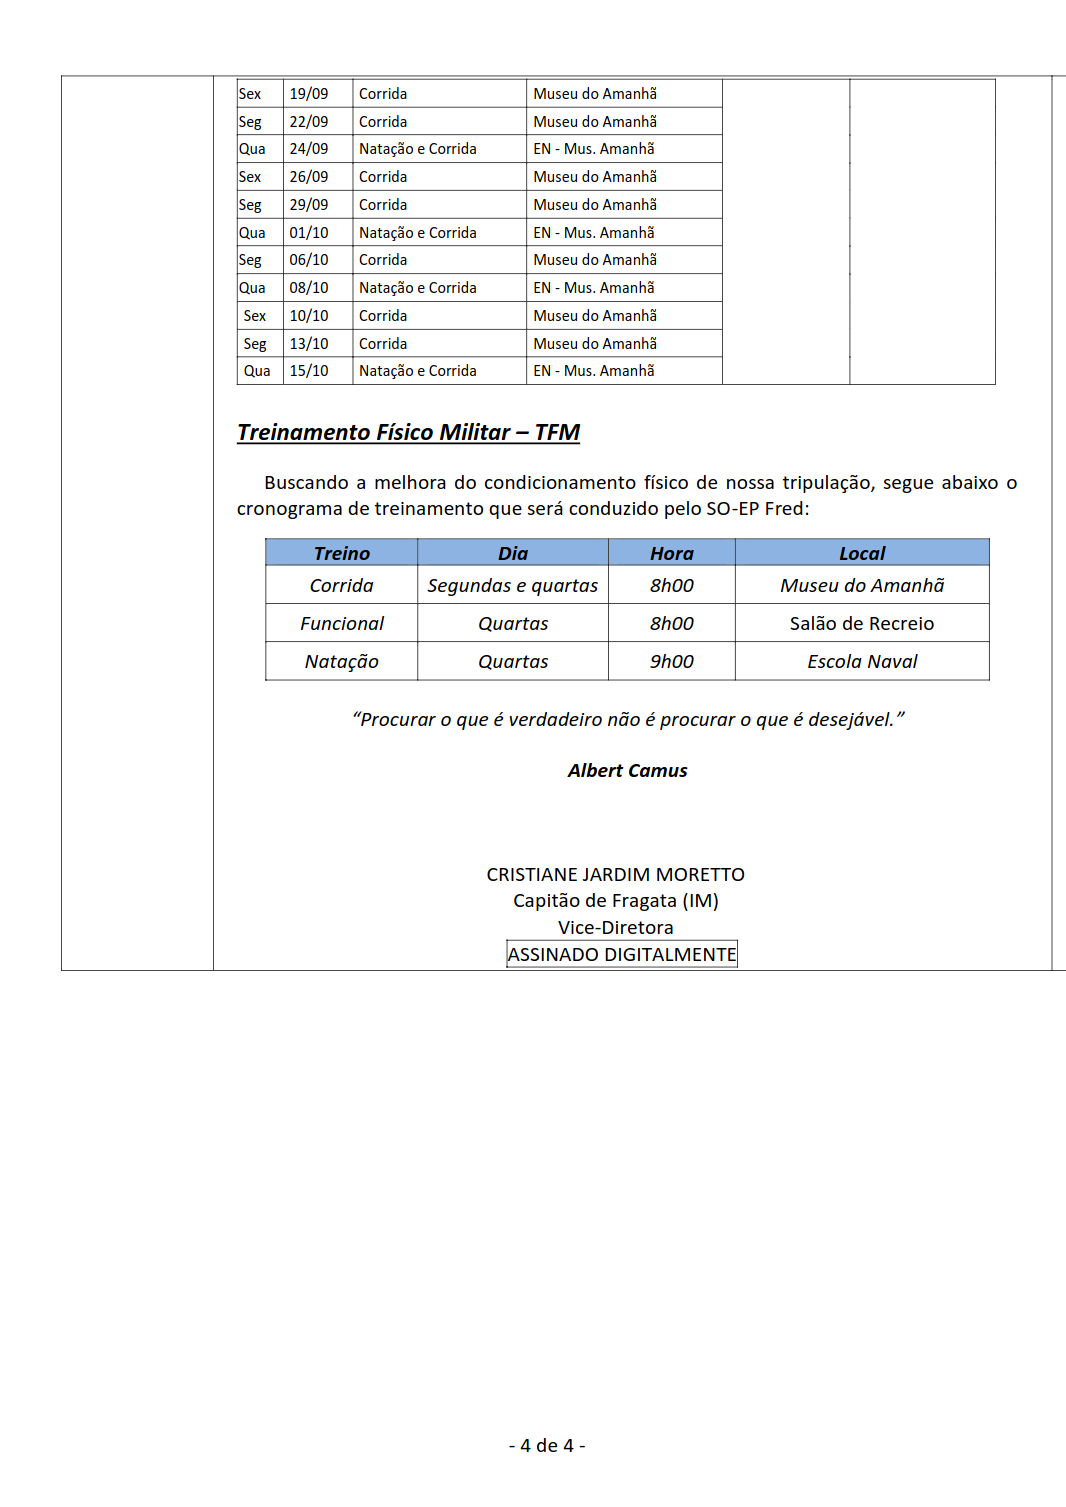 Sex 19/09 Corrida Museu do Amanhã
Seg 22/09 Corrida Museu do Amanhã
Qua 24/09 Natação e Corrida EN - Mus. Amanhã
Sex 26/09 Corrida Museu do Amanhã
Seg 29/09 Corrida Museu do Amanhã
Qua 01/10 Natação e Corrida EN - Mus. Amanhã
Seg 06/10 Corrida Museu do Amanhã
Qua 08/10 Natação e Corrida EN - Mus. Amanhã
Sex 10/10 Corrida Museu do Amanhã
Seg 13/10 Corrida Museu do Amanhã
Qua 15/10 Natação e Corrida EN - Mus. Amanhã
Treinamento Físico Militar – TFM
Buscando a melhora do condicionamento físico de nossa tripulação, segue abaixo o
cronograma de treinamento que será conduzido pelo SO-EP Fred:
Treino Dia Hora Local
Corrida Segundas e quartas 8h00 Museu do Amanhã
Funcional Quartas 8h00 Salão de Recreio
Natação Quartas 9h00 Escola Naval
“Procurar o que é verdadeiro não é procurar o que é desejável.”
Albert Camus
CRISTIANE JARDIM MORETTO
Capitão de Fragata (IM)
Vice-Diretora
ASSINADO DIGITALMENTE
- 4 de 4 -